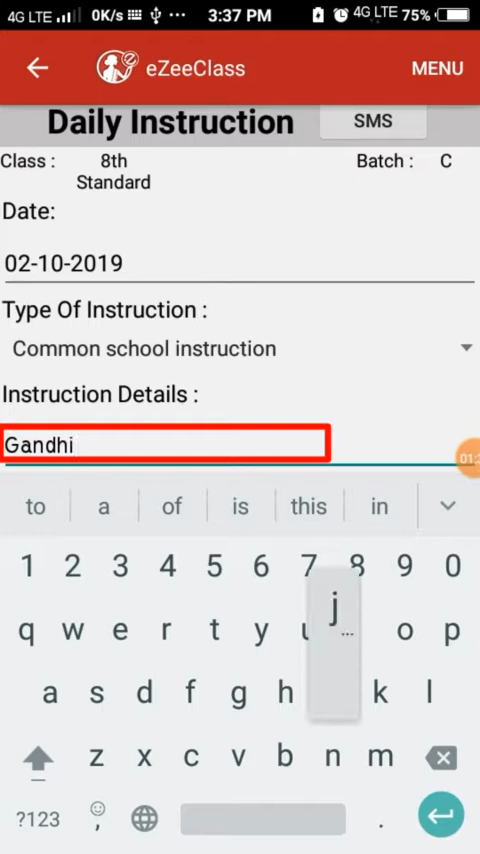 4G LTE 0K/s ... 3:37 PM 4G LTE 75%
eZeeClass MENU
Daily Instruction SMS
Class : 8th Standard Batch : C
Date:
02-10-2019
Type Of Instruction :
Common school instruction
Instruction Details :
Gandhi
to a of is this in
1 2 3 4 5 6 7 8 9 0
q w e r t y o p
j
...
a s d f g h k l
z x c v b n m
?123 , .